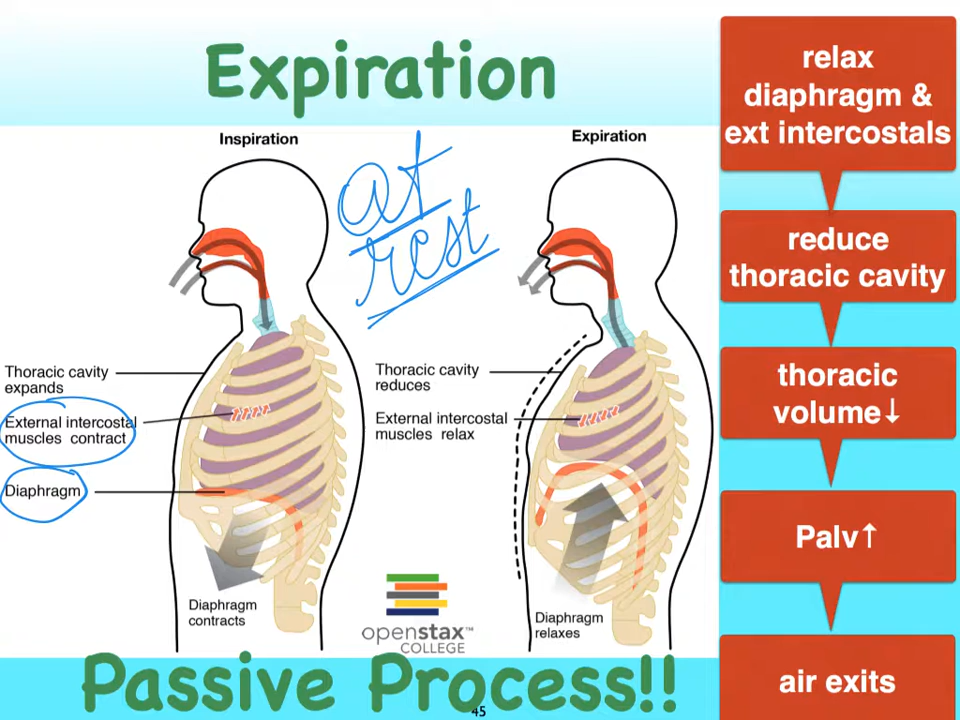 Expiration
Inspiration
at
rest
Expiration
Thoracic cavity
expands
External intercostal
muscles contract
Diaphragm
Diaphragm
contracts
Thoracic cavity
reduces
External intercostal
muscles relax
Diaphragm
relaxes
openstax™
COLLEGE
Passive Process!!
45
relax
diaphragm &
ext intercostals
reduce
thoracic cavity
thoracic
volume↓
Palv↑
air exits